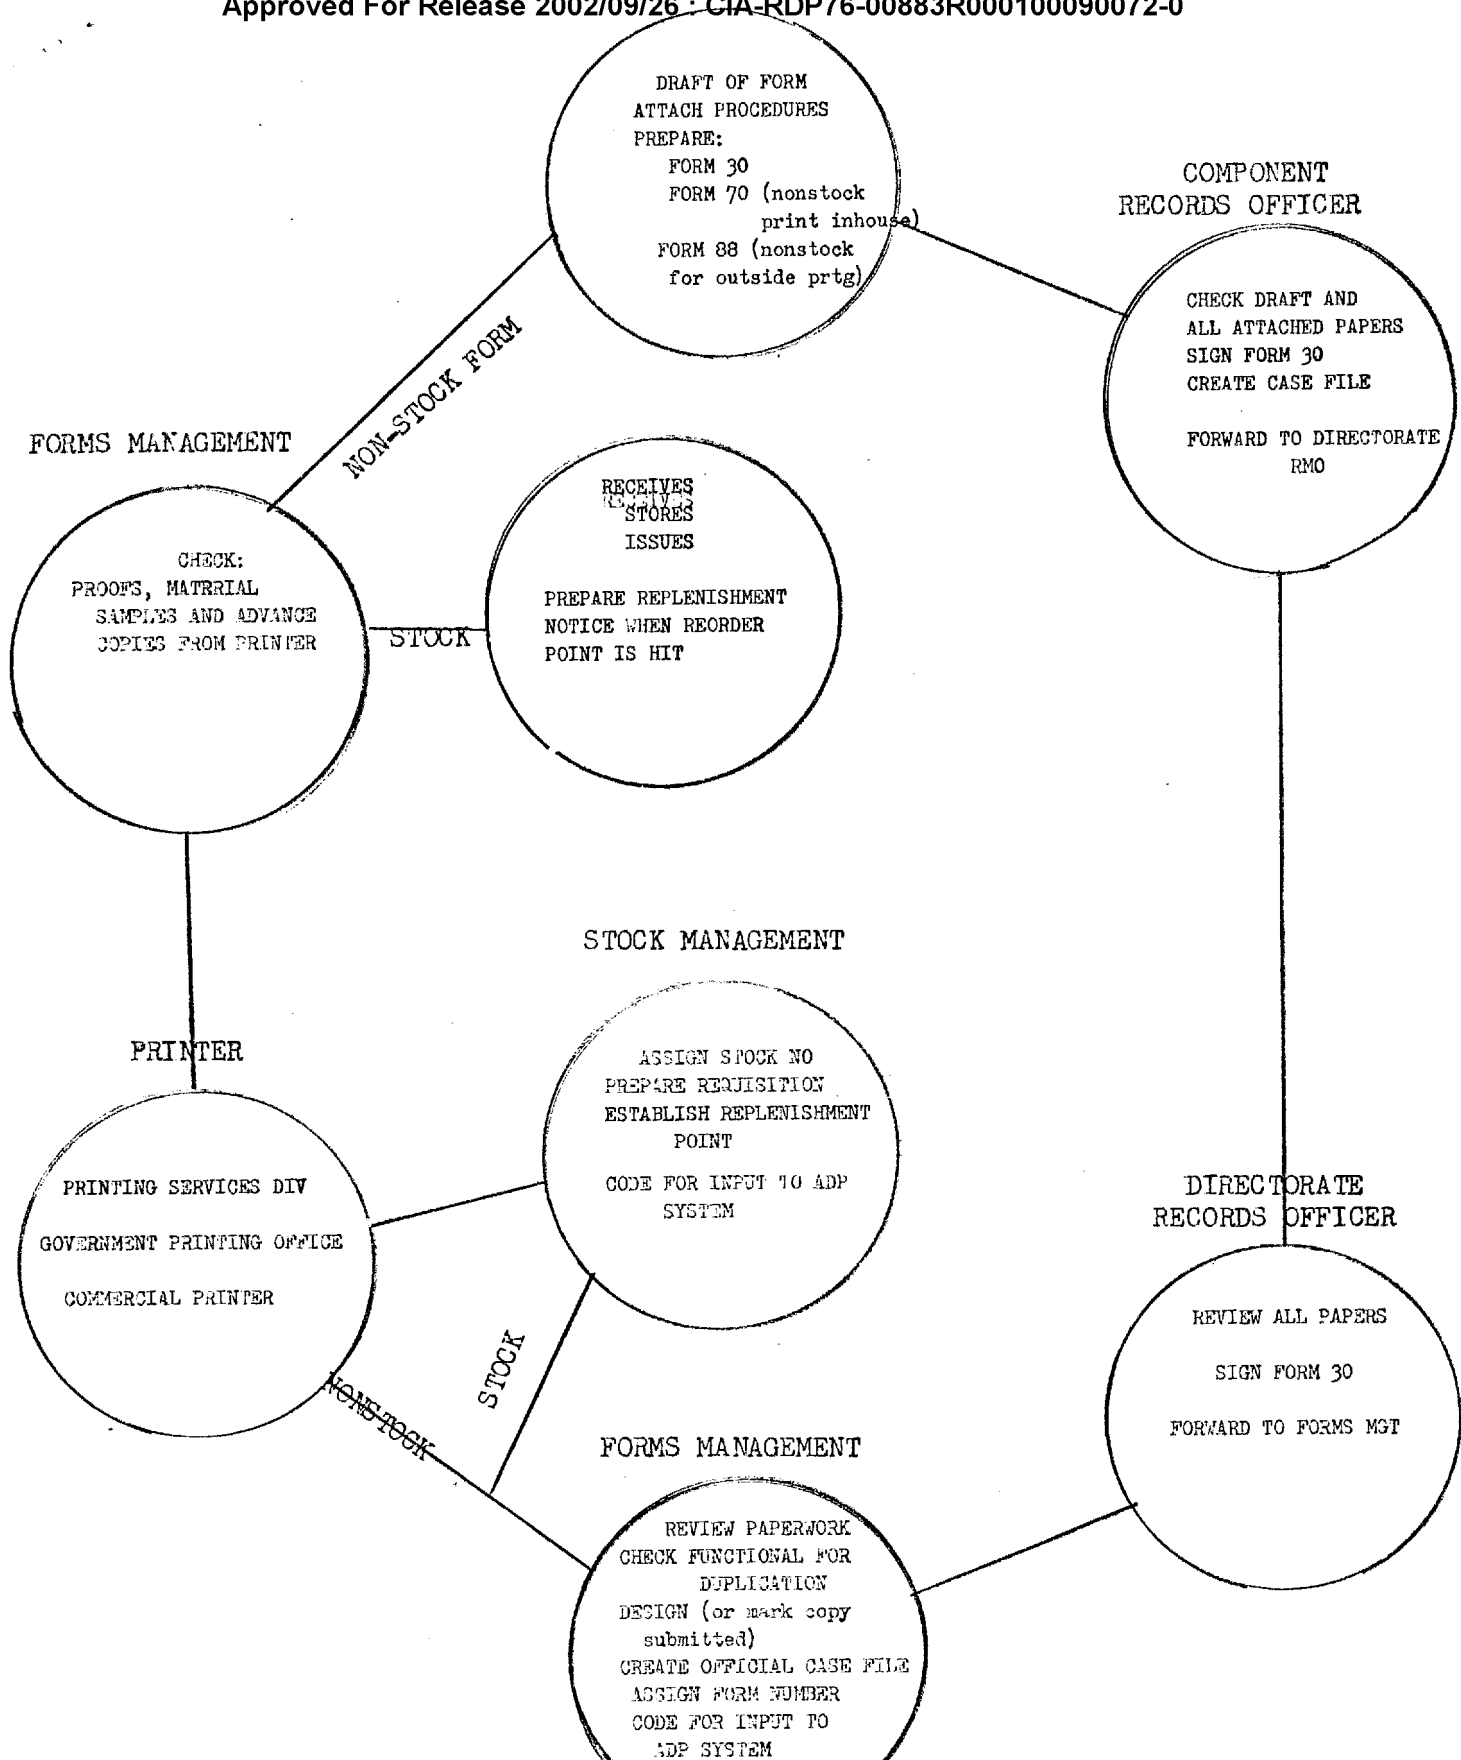 Approved For Release 2002/09/26 : CIA-RDP76-00883R000100090072-0
DRAFT OF FORM
ATTACH PROCEDURES
PREPARE:
FORM 30
FORM 70 (nonstock
print inhouse)
FORM 88 (nonstock
for outside prtg)
COMPONENT
RECORDS OFFICER
CHECK DRAFT AND
ALL ATTACHED PAPERS
SIGN FORM 30
CREATE CASE FILE
FORWARD TO DIRECTORATE
RMO
NON-STOCK FORM
FORMS MANAGEMENT
CHECK:
PROOFS, MATRRIAL
SAMPLES AND ADVANCE
COPIES FROM PRINTER
STOCK
RECEIVES
RECEIVES
STORES
ISSUES
PREPARE REPLENISHMENT
NOTICE WHEN REORDER
POINT IS HIT
STOCK MANAGEMENT
ASSIGN STOCK NO
PREPARE REQUISITION
ESTABLISH REPLENISHMENT
POINT
CODE FOR INPUT TO ADP
SYSTEM
PRINTER
PRINTING SERVICES DIV
GOVERNMENT PRINTING OFFICE
COMMERCIAL PRINTER
DIRECTORATE
RECORDS OFFICER
REVIEW ALL PAPERS
SIGN FORM 30
FORWARD TO FORMS MGT
STOCK
NONSTOCK
FORMS MANAGEMENT
REVIEW PAPERWORK
CHECK FUNCTIONAL FOR
DUPLICATION
DESIGN (or mark copy
submitted)
CREATE OFFICIAL CASE FILE
ASSIGN FORM NUMBER
CODE FOR INPUT TO
ADP SYSTEM